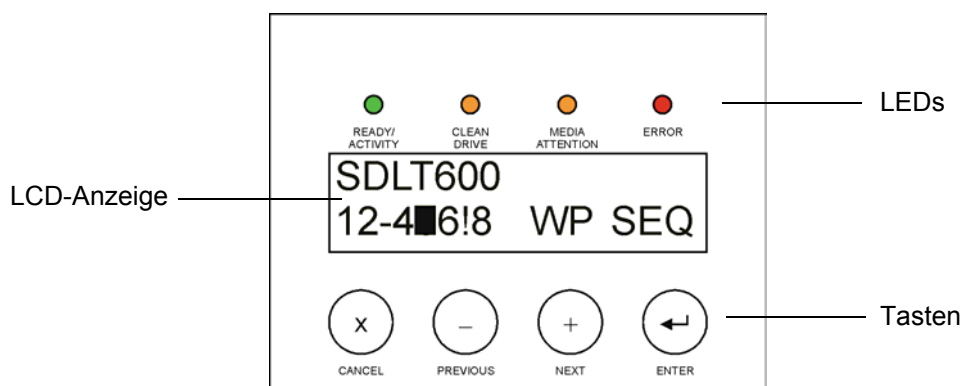 LEDs
READY/
ACTIVITY
CLEAN
DRIVE
MEDIA
ATTENTION
ERROR
LCD-Anzeige
SDLT600
12-4█6!8 WP SEQ
x
–
+
Tasten
CANCEL
PREVIOUS
NEXT
ENTER